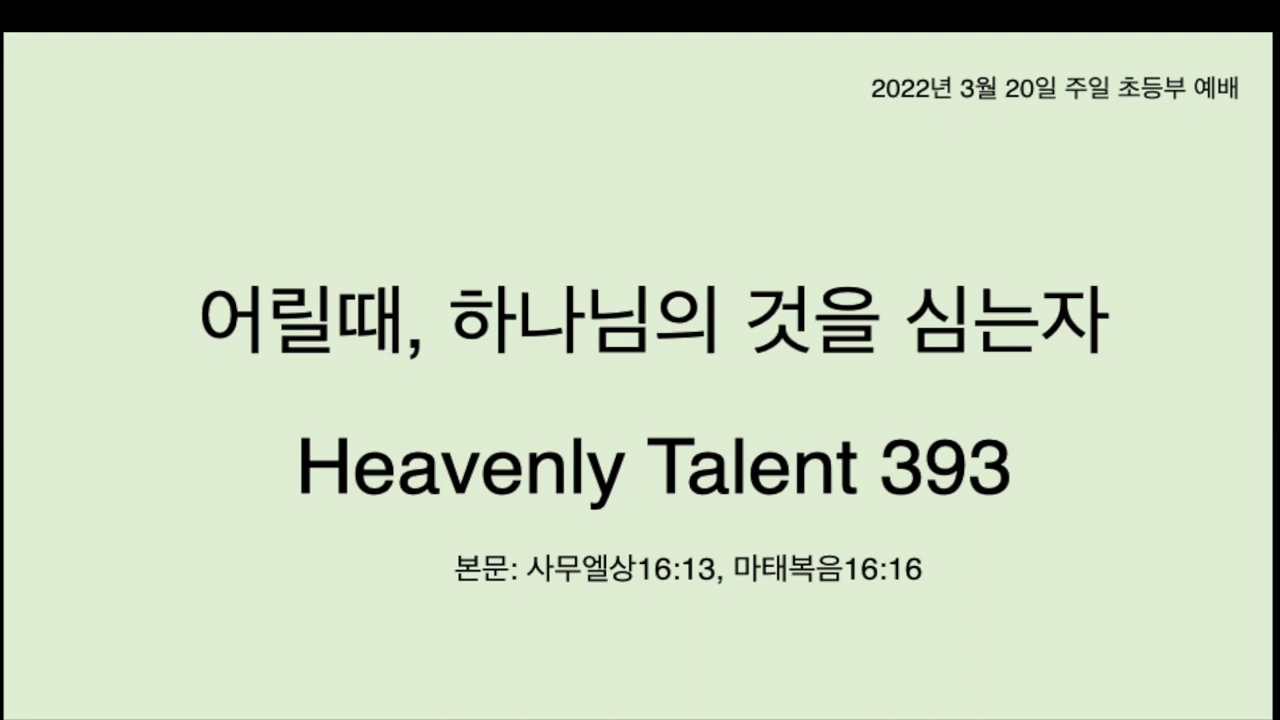 2022년 3월 20일 주일 초등부 예배
어릴때, 하나님의 것을 심는자
Heavenly Talent 393
본문: 사무엘상16:13, 마태복음16:16